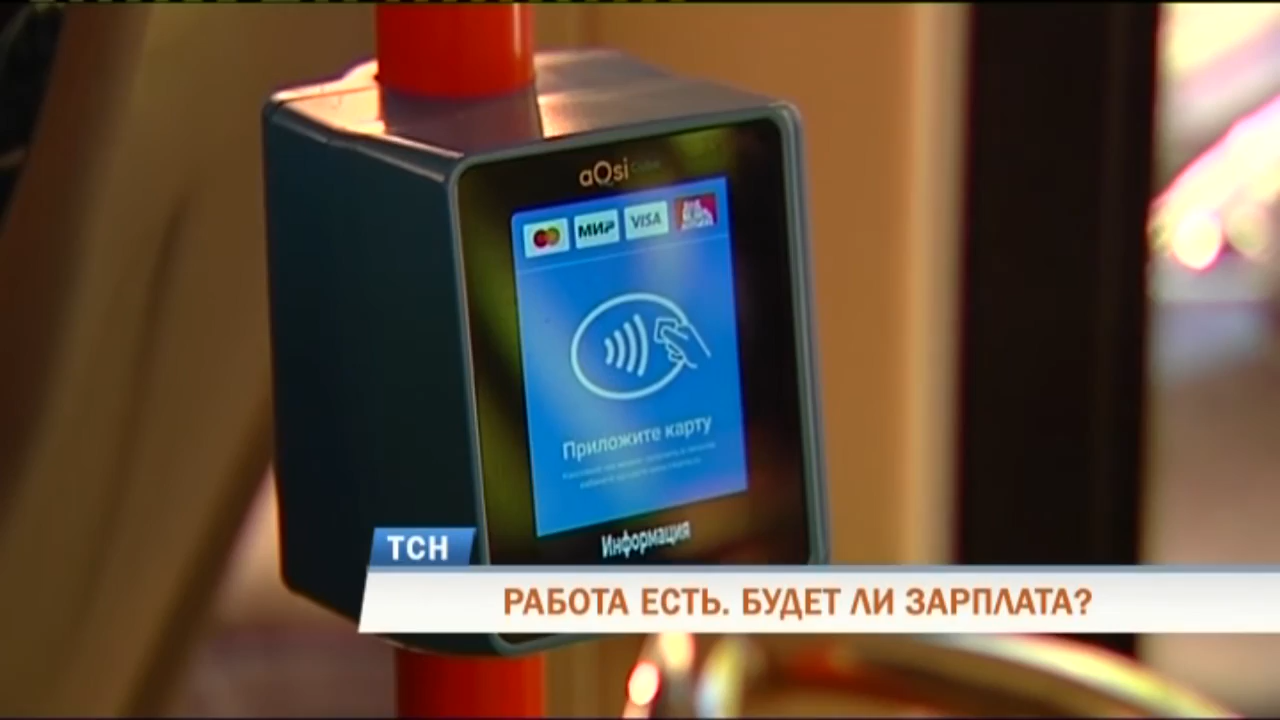 aQsi
МИР
VISA
Приложите карту
Информация
ТСН
РАБОТА ЕСТЬ. БУДЕТ ЛИ ЗАРПЛАТА?